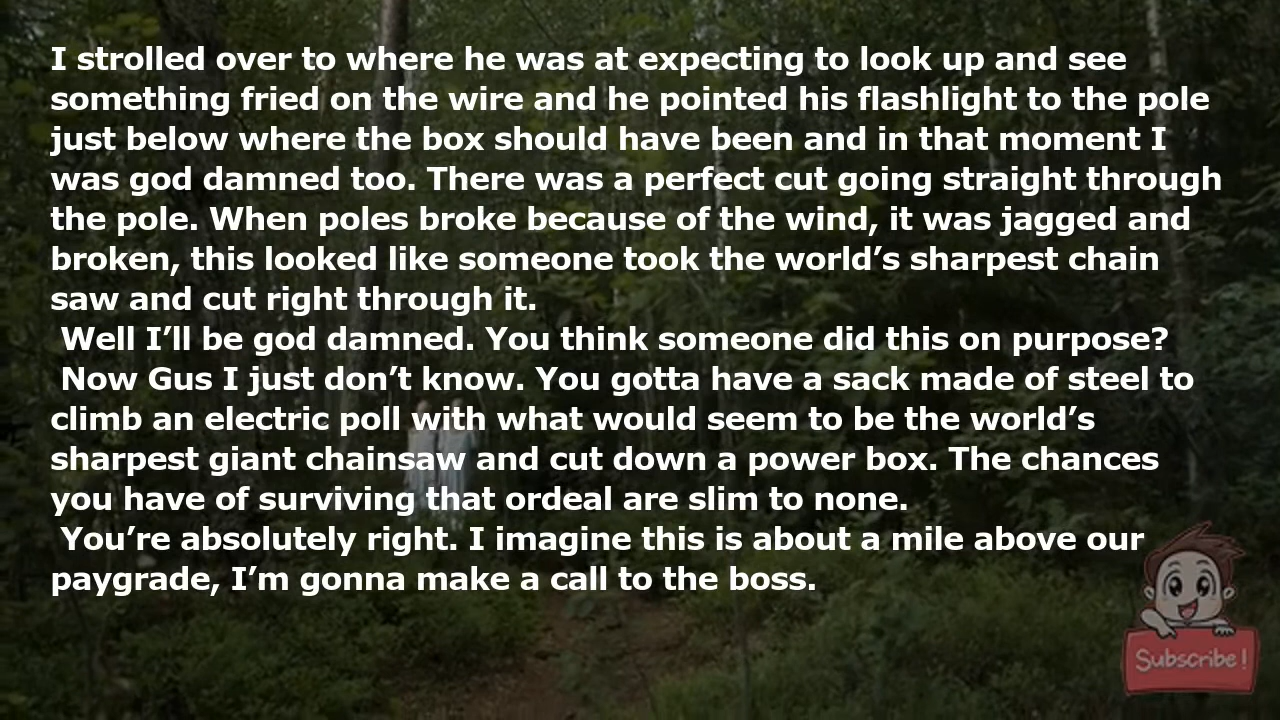 I strolled over to where he was at expecting to look up and see
something fried on the wire and he pointed his flashlight to the pole
just below where the box should have been and in that moment I
was god damned too. There was a perfect cut going straight through
the pole. When poles broke because of the wind, it was jagged and
broken, this looked like someone took the world’s sharpest chain
saw and cut right through it.
Well I’ll be god damned. You think someone did this on purpose?
Now Gus I just don’t know. You gotta have a sack made of steel to
climb an electric poll with what would seem to be the world’s
sharpest giant chainsaw and cut down a power box. The chances
you have of surviving that ordeal are slim to none.
You’re absolutely right. I imagine this is about a mile above our
paygrade, I’m gonna make a call to the boss.
Subscribe!